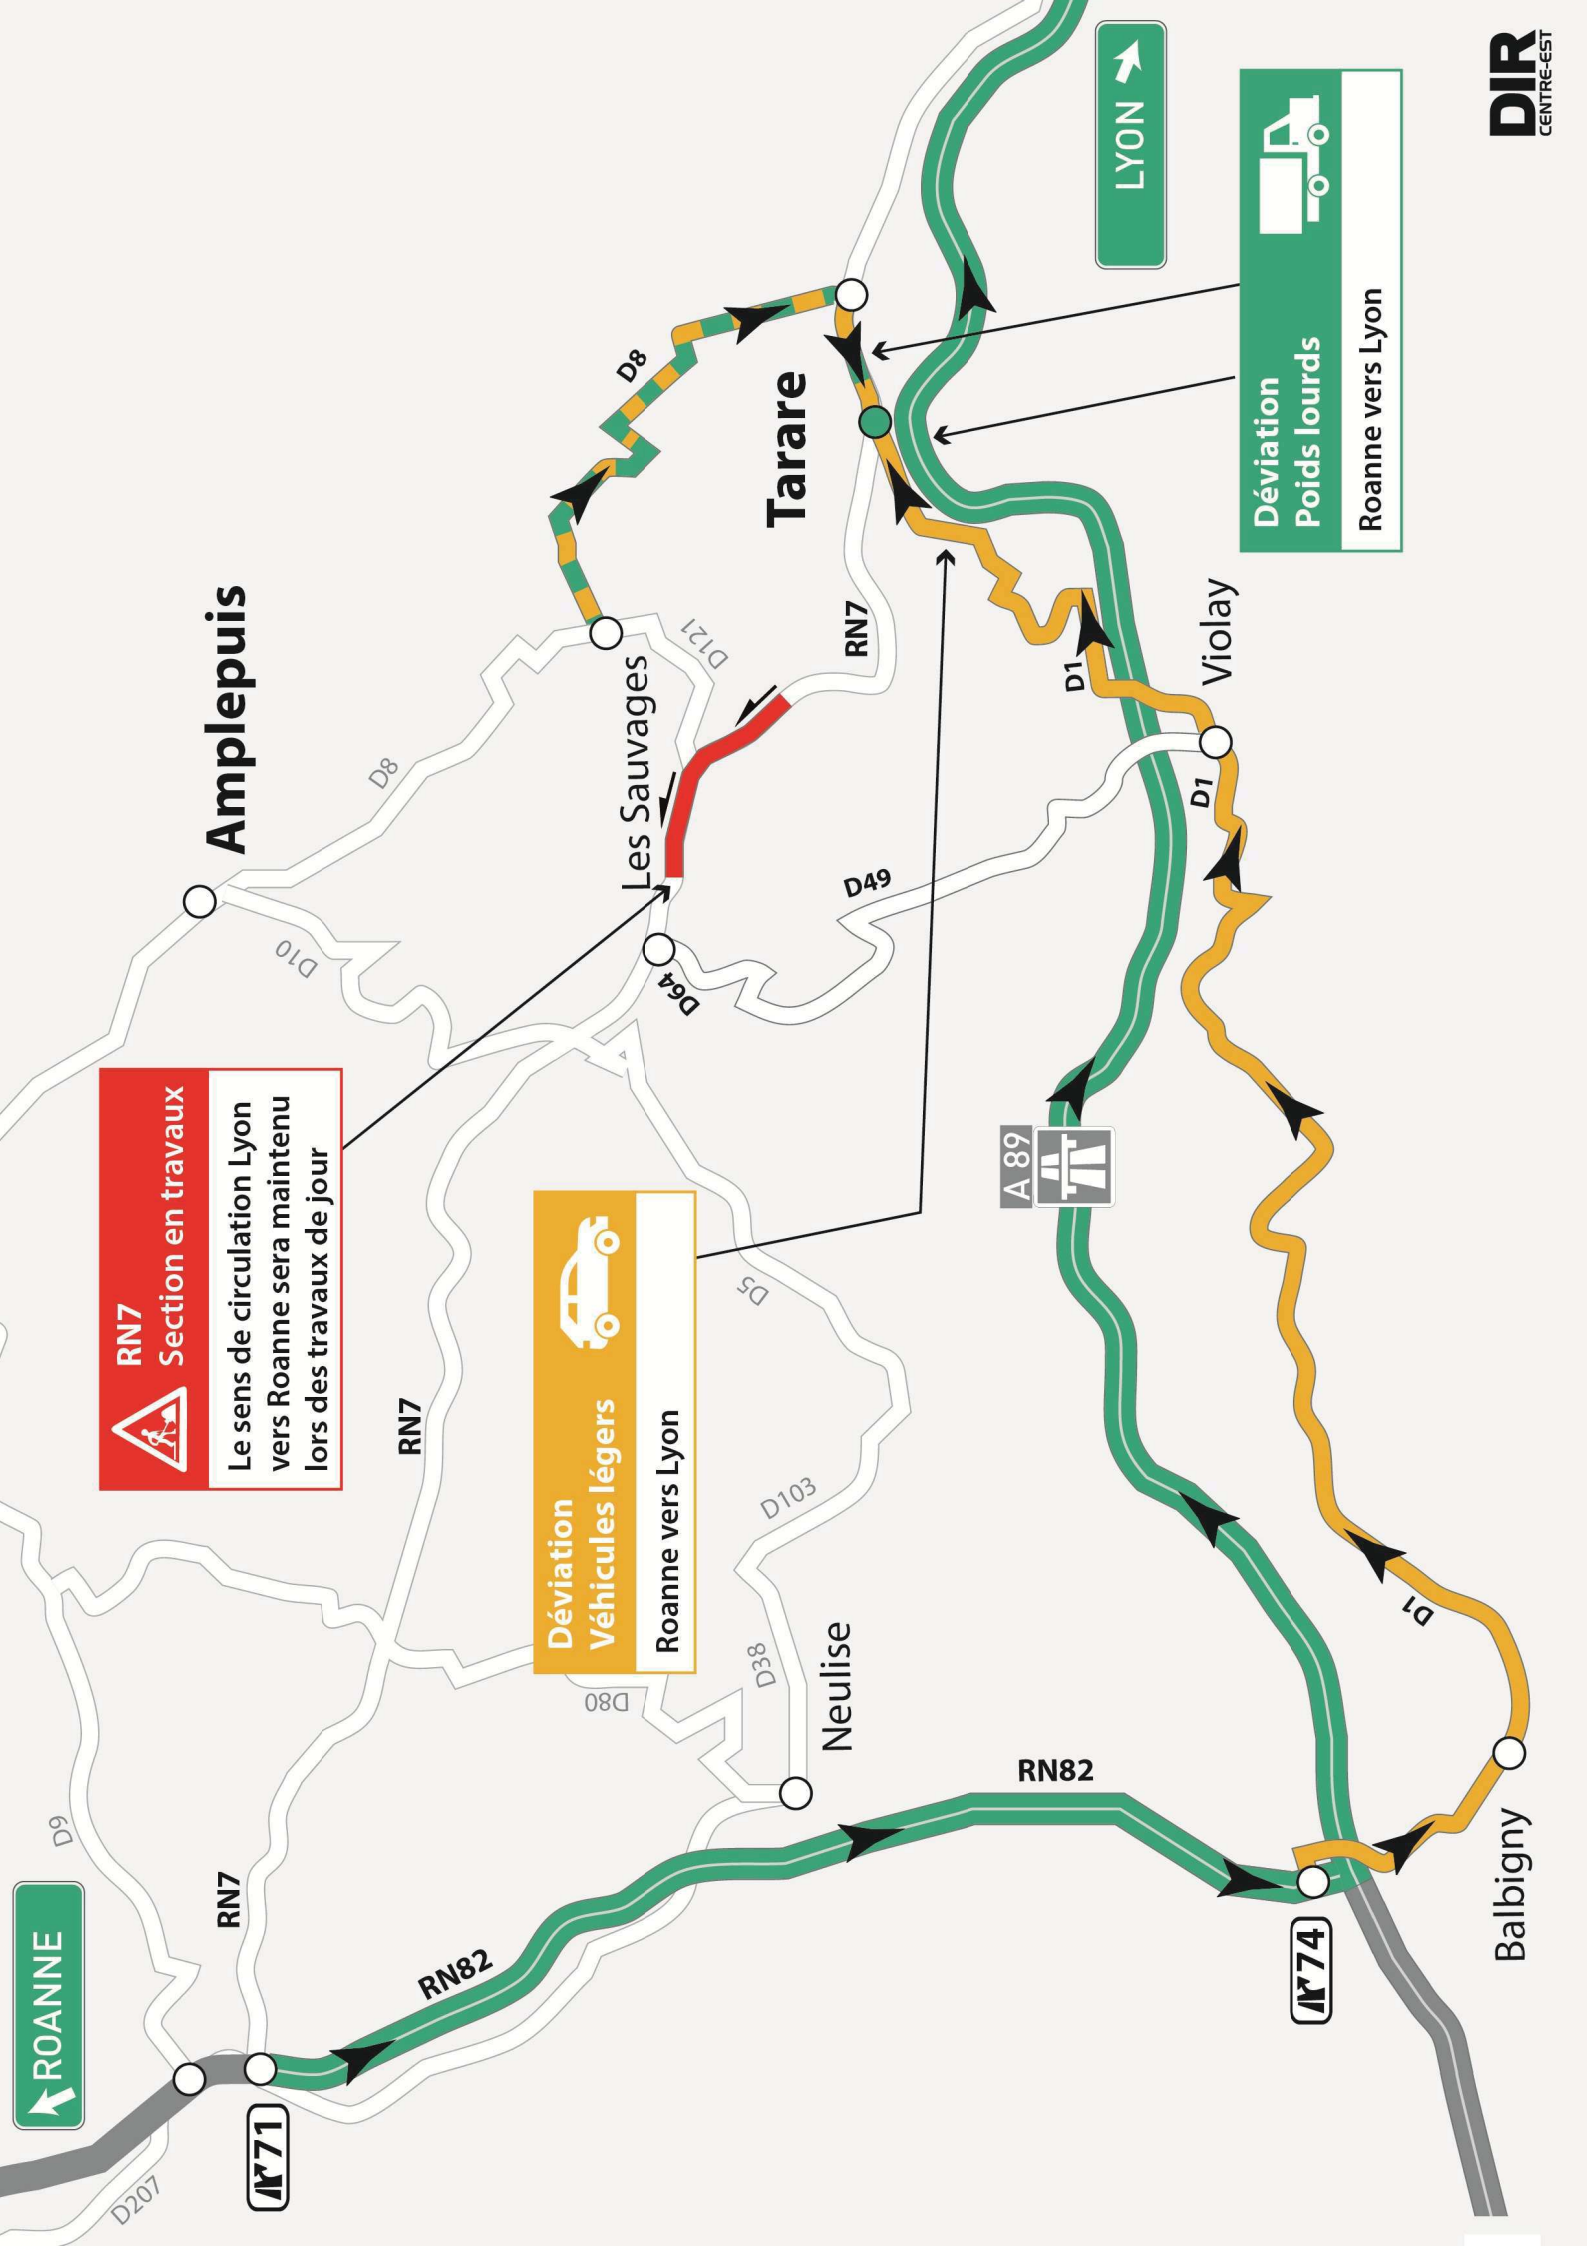 ROANNE
D207
71
D9
RN7
RN82
RN7
Section en travaux
Le sens de circulation Lyon
vers Roanne sera maintenu
lors des travaux de jour
RN7
Amplepuis
D10
D8
Les Sauvages
D121
D8
Tarare
RN7
D64
D49
Déviation
Véhicules légers
Roanne vers Lyon
D80
D38
D103
D5
Neulise
RN82
A 89
D1
D1
Violay
LYON
Déviation
Poids lourds
Roanne vers Lyon
74
D1
Balbigny
DIR
CENTRE-EST